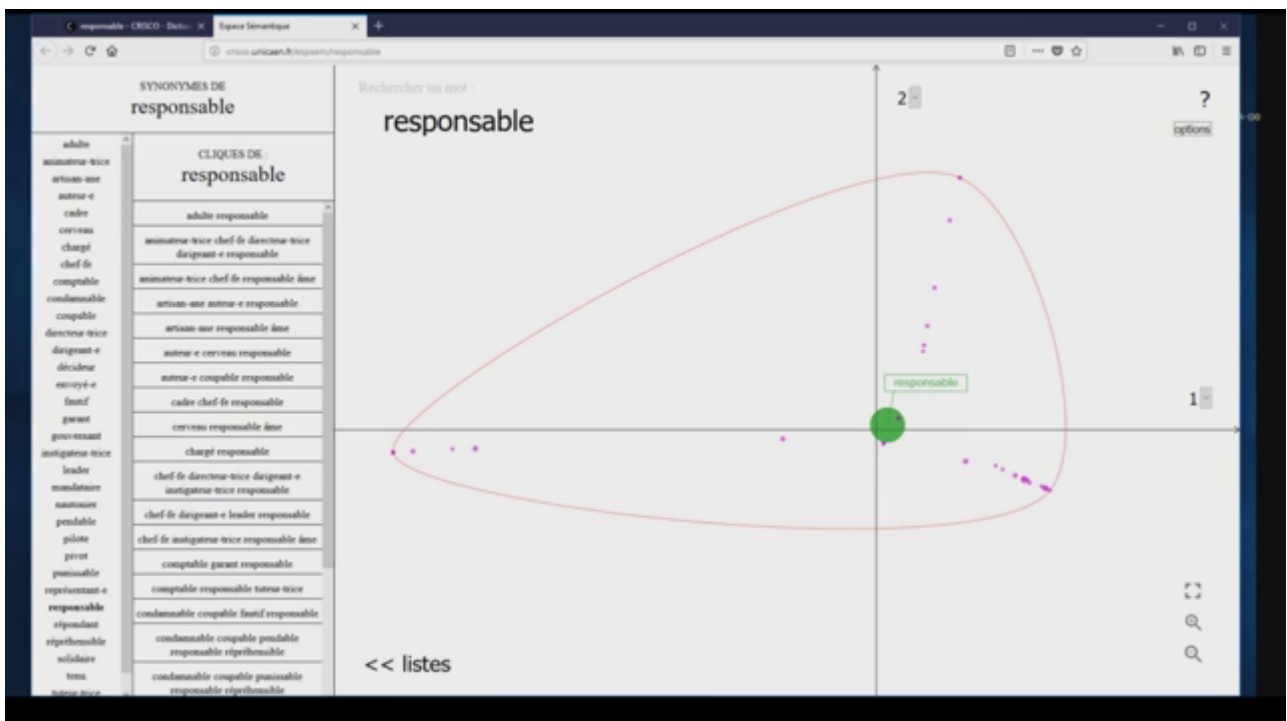 responsable - CRISCO - Diction
Espace Sémantique
crisco.unicaen.fr/espsem/responsable
SYNONYMES DE
responsable
adulte
animateur·trice
artisan·ane
auteur·e
cadre
cerveau
chargé
chef·fe
comptable
condamnable
coupable
directeur·trice
dirigeant·e
décideur
envoyé·e
fautif
garant
gouvernant
instigateur·trice
leader
mandataire
nautonier
pendable
pilote
pivot
punissable
représentant·e
responsable
répondant
répréhensible
solidaire
tenu
tuteur·trice
CLIQUES DE :
responsable
adulte responsable
animateur·trice chef·fe directeur·trice
dirigeant·e responsable
animateur·trice chef·fe responsable âme
artisan·ane auteur·e responsable
artisan·ane responsable âme
auteur·e cerveau responsable
auteur·e coupable responsable
cadre chef·fe responsable
cerveau responsable âme
chargé responsable
chef·fe directeur·trice dirigeant·e
instigateur·trice responsable
chef·fe dirigeant·e leader responsable
chef·fe instigateur·trice responsable âme
comptable garant responsable
comptable responsable tuteur·trice
condamnable coupable fautif responsable
condamnable coupable pendable
responsable répréhensible
condamnable coupable punissable
responsable répréhensible
Rechercher un mot :
responsable
2
?
options
responsable
1
<< listes